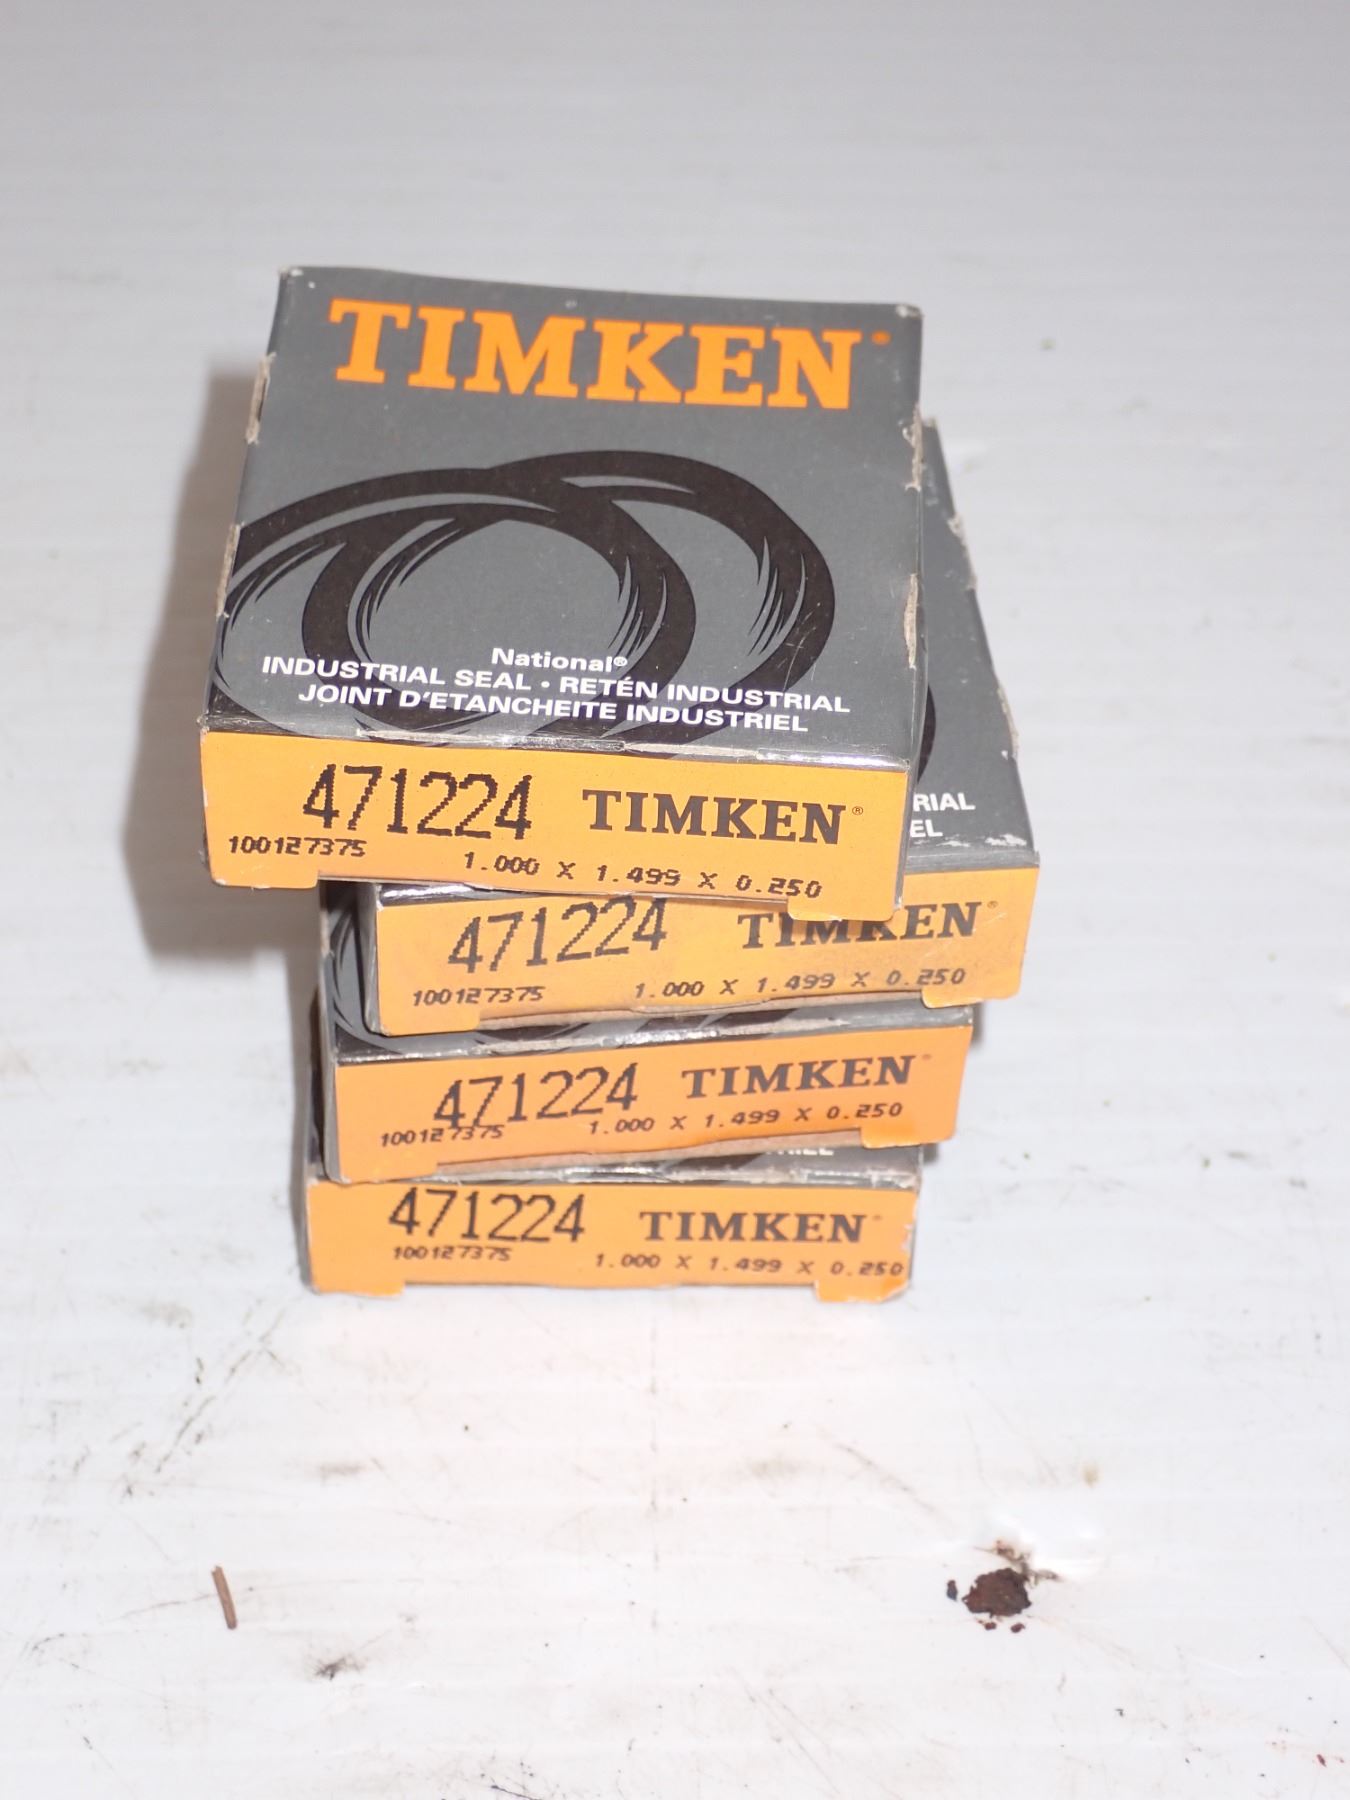 TIMKEN®
National®
INDUSTRIAL SEAL • RETÉN INDUSTRIAL
JOINT D'ETANCHEITE INDUSTRIEL
471224 TIMKEN®
100127375 1.000 X 1.499 X 0.250
RIAL
EL
471224 TIMKEN®
100127375 1.000 X 1.499 X 0.250
471224 TIMKEN®
100127375 1.000 X 1.499 X 0.250
471224 TIMKEN®
100127375 1.000 X 1.499 X 0.250